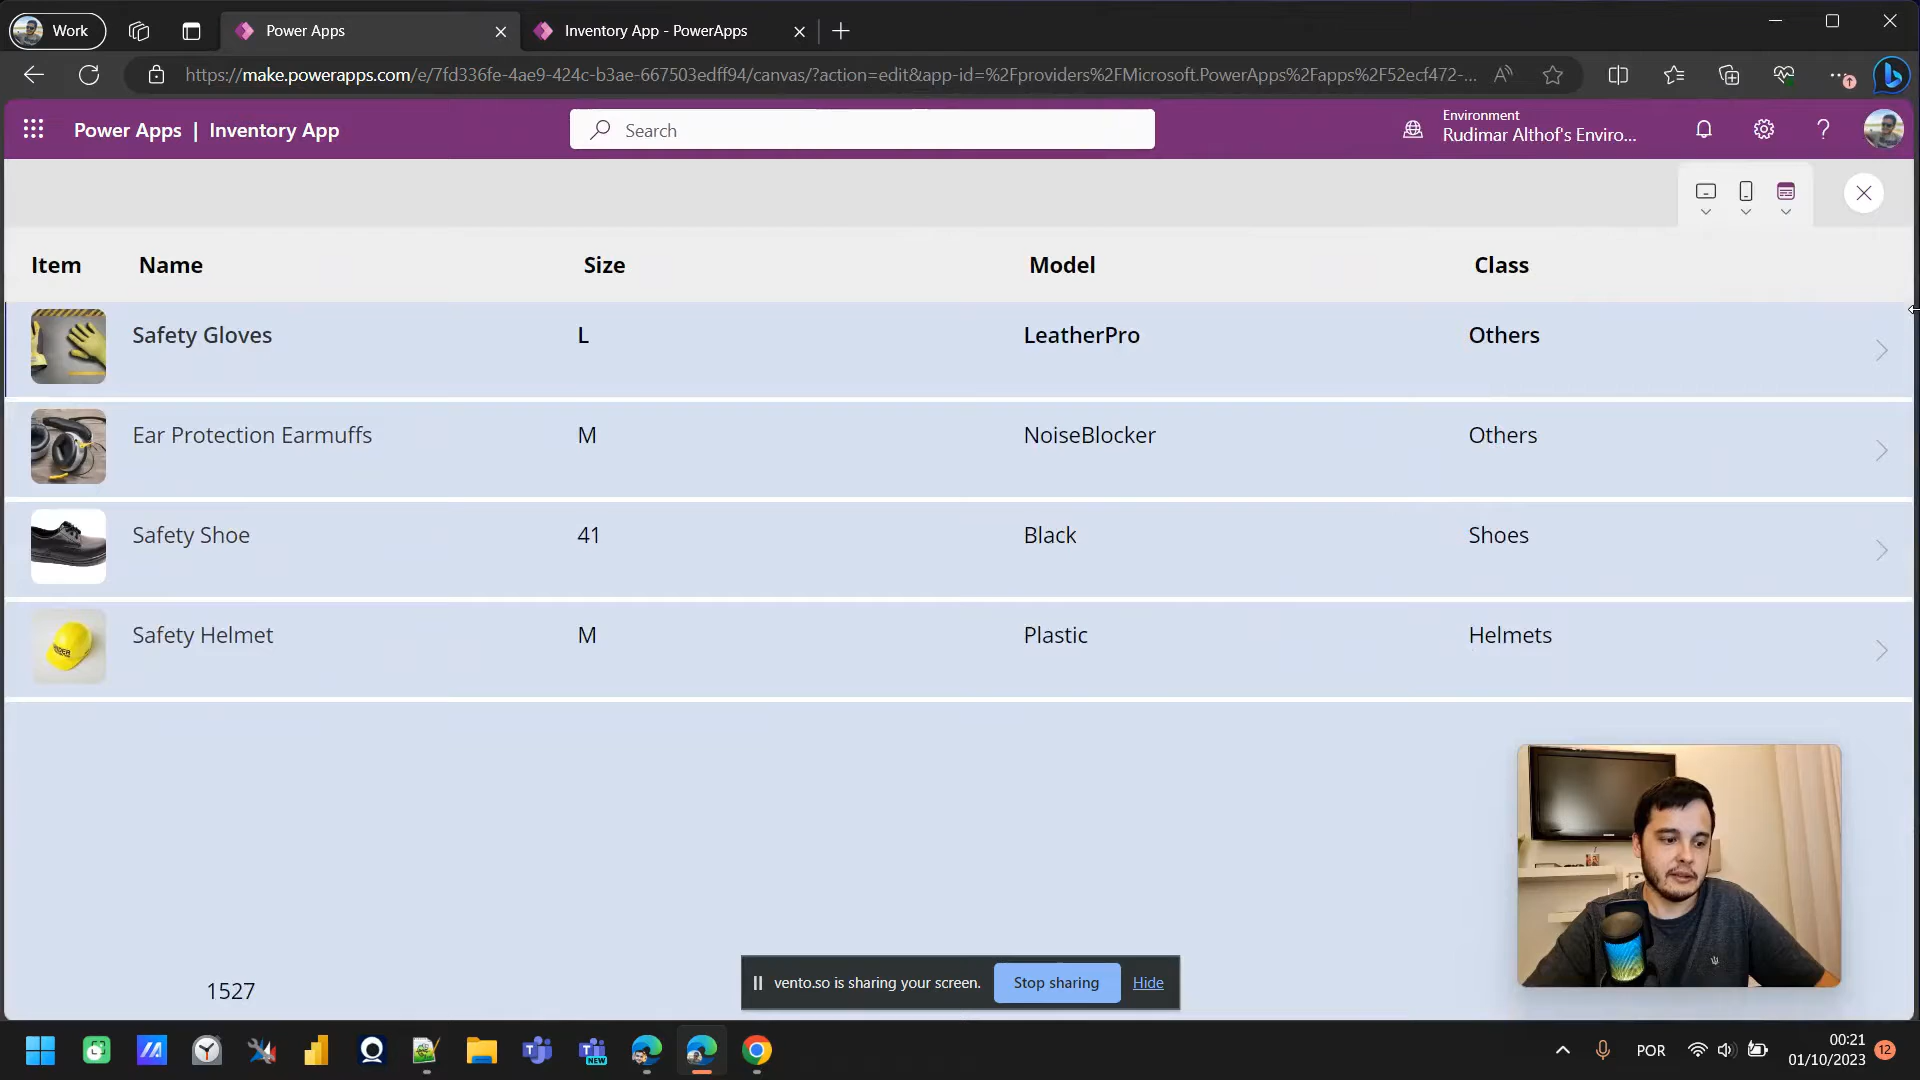 Work
Power Apps
Inventory App - PowerApps
https://make.powerapps.com/e/7fd336fe-4ae9-424c-b3ae-667503edff94/canvas/?action=edit&app-id=%2Fproviders%2FMicrosoft.PowerApps%2Fapps%2F52ecf472-...
Power Apps | Inventory App
Search
Environment
Rudimar Althof's Enviro...
Item Name Size Model Class
Safety Gloves L LeatherPro Others
Ear Protection Earmuffs M NoiseBlocker Others
Safety Shoe 41 Black Shoes
Safety Helmet M Plastic Helmets
1527
vento.so is sharing your screen. Stop sharing Hide
NEW
POR
00:21
01/10/2023
12